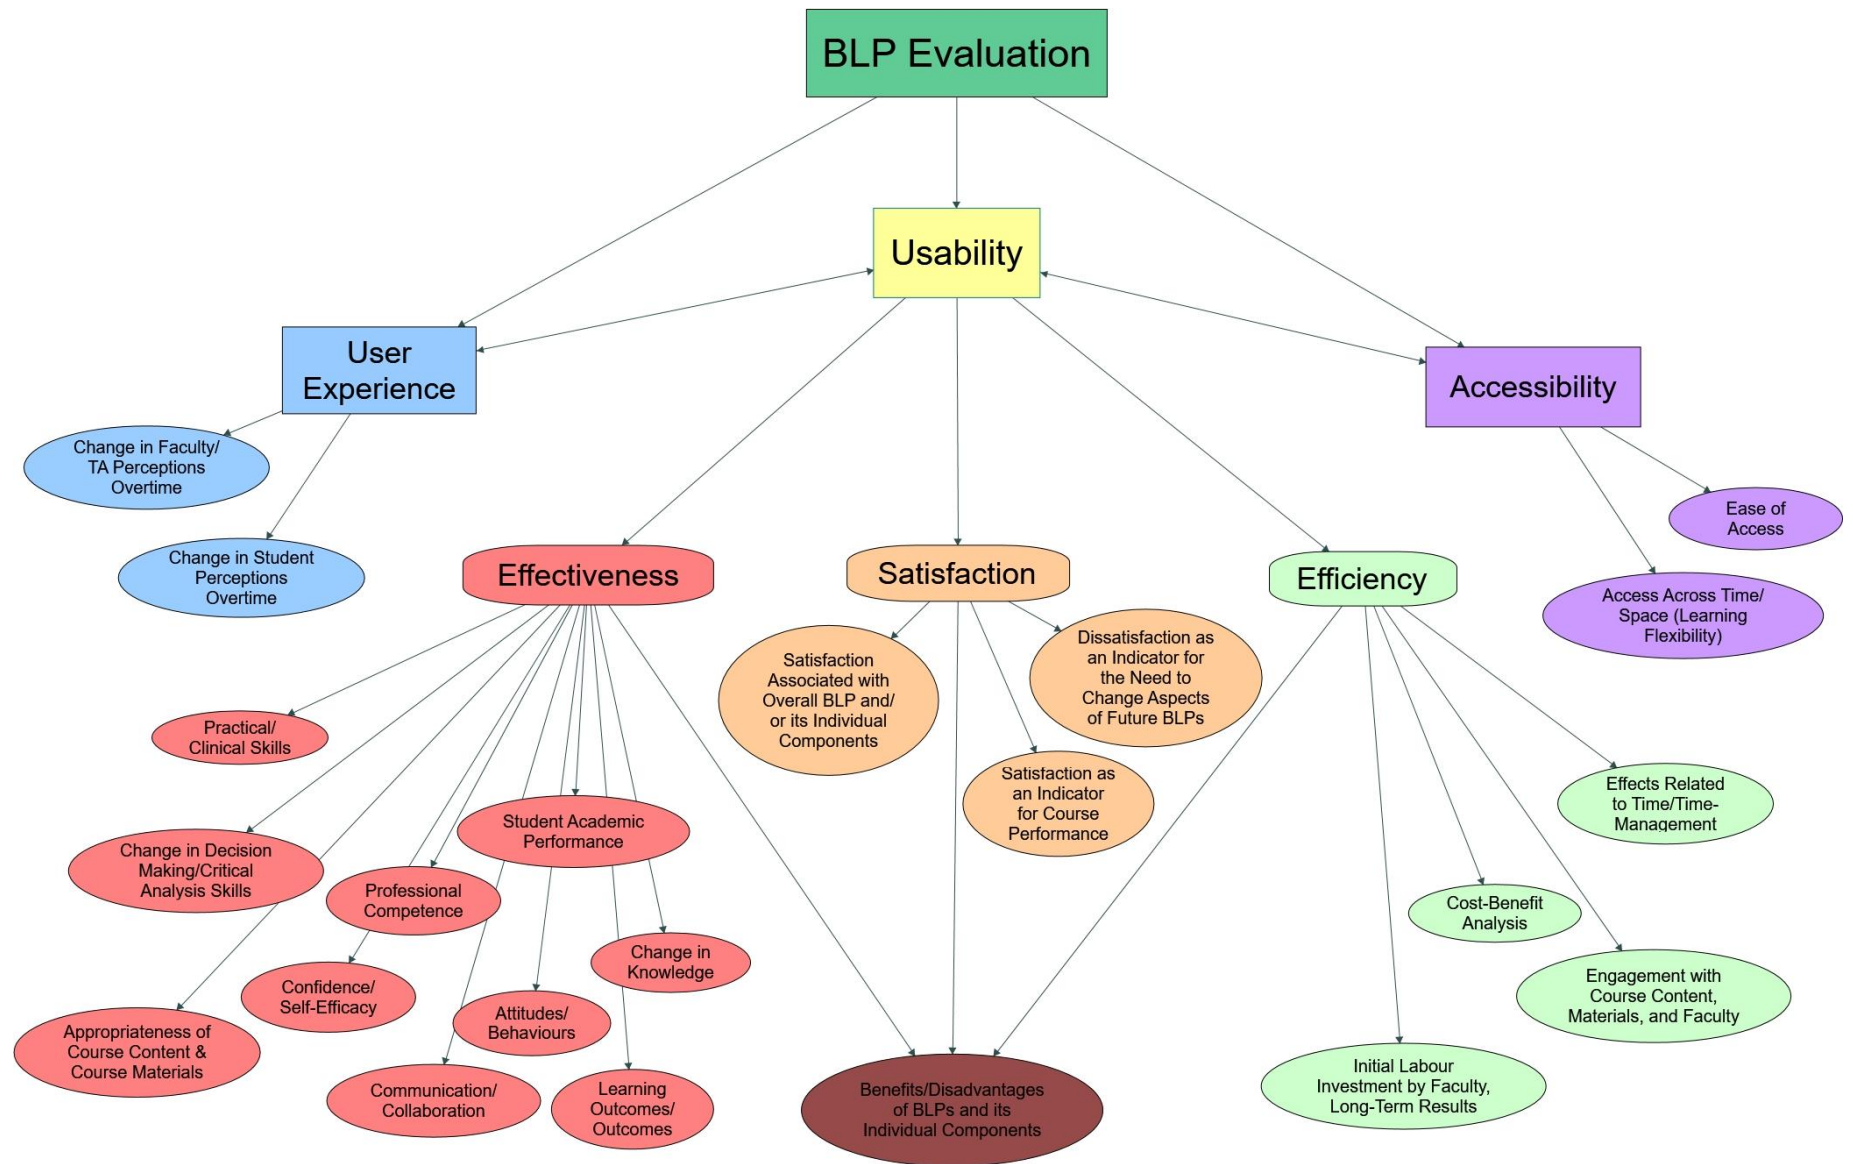 BLP Evaluation
Usability
User
Experience
Accessibility
Change in Faculty/
TA Perceptions
Overtime
Change in Student
Perceptions
Overtime
Ease of
Access
Access Across Time/
Space (Learning
Flexibility)
Effectiveness
Satisfaction
Efficiency
Practical/
Clinical Skills
Change in Decision
Making/Critical
Analysis Skills
Appropriateness of
Course Content &
Course Materials
Professional
Competence
Confidence/
Self-Efficacy
Student Academic
Performance
Communication/
Collaboration
Attitudes/
Behaviours
Change in
Knowledge
Learning
Outcomes/
Outcomes
Satisfaction
Associated with
Overall BLP and/
or its Individual
Components
Dissatisfaction as
an Indicator for
the Need to
Change Aspects
of Future BLPs
Satisfaction as
an Indicator
for Course
Performance
Benefits/Disadvantages
of BLPs and its
Individual Components
Effects Related
to Time/Time-
Management
Cost-Benefit
Analysis
Engagement with
Course Content,
Materials, and Faculty
Initial Labour
Investment by Faculty,
Long-Term Results